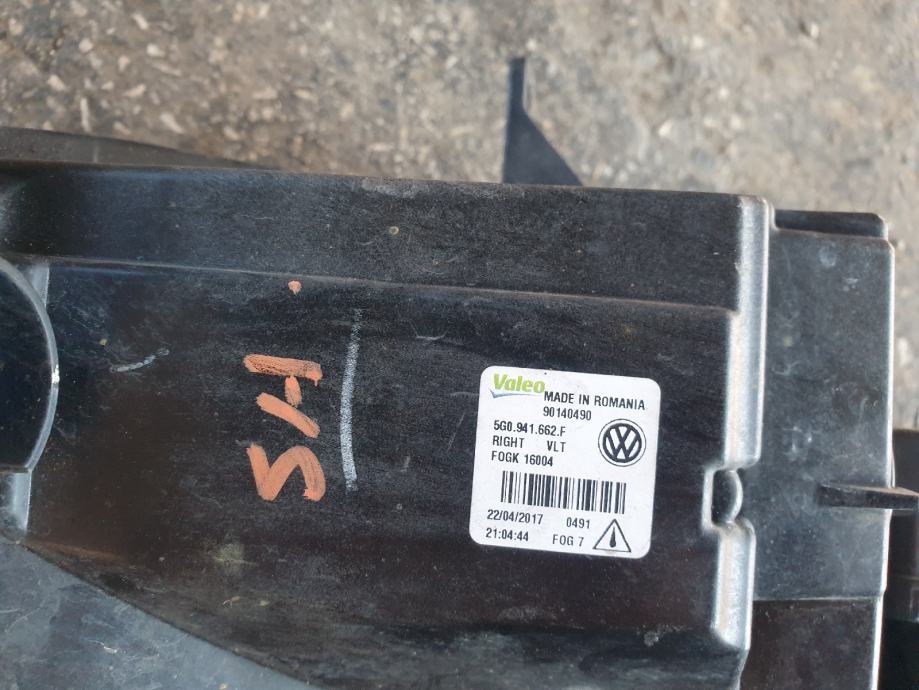 Valeo MADE IN ROMANIA
90140490
5G0.941.662.F
RIGHT VLT
FOGK 16004
22/04/2017 0491
21:04:44 FOG 7